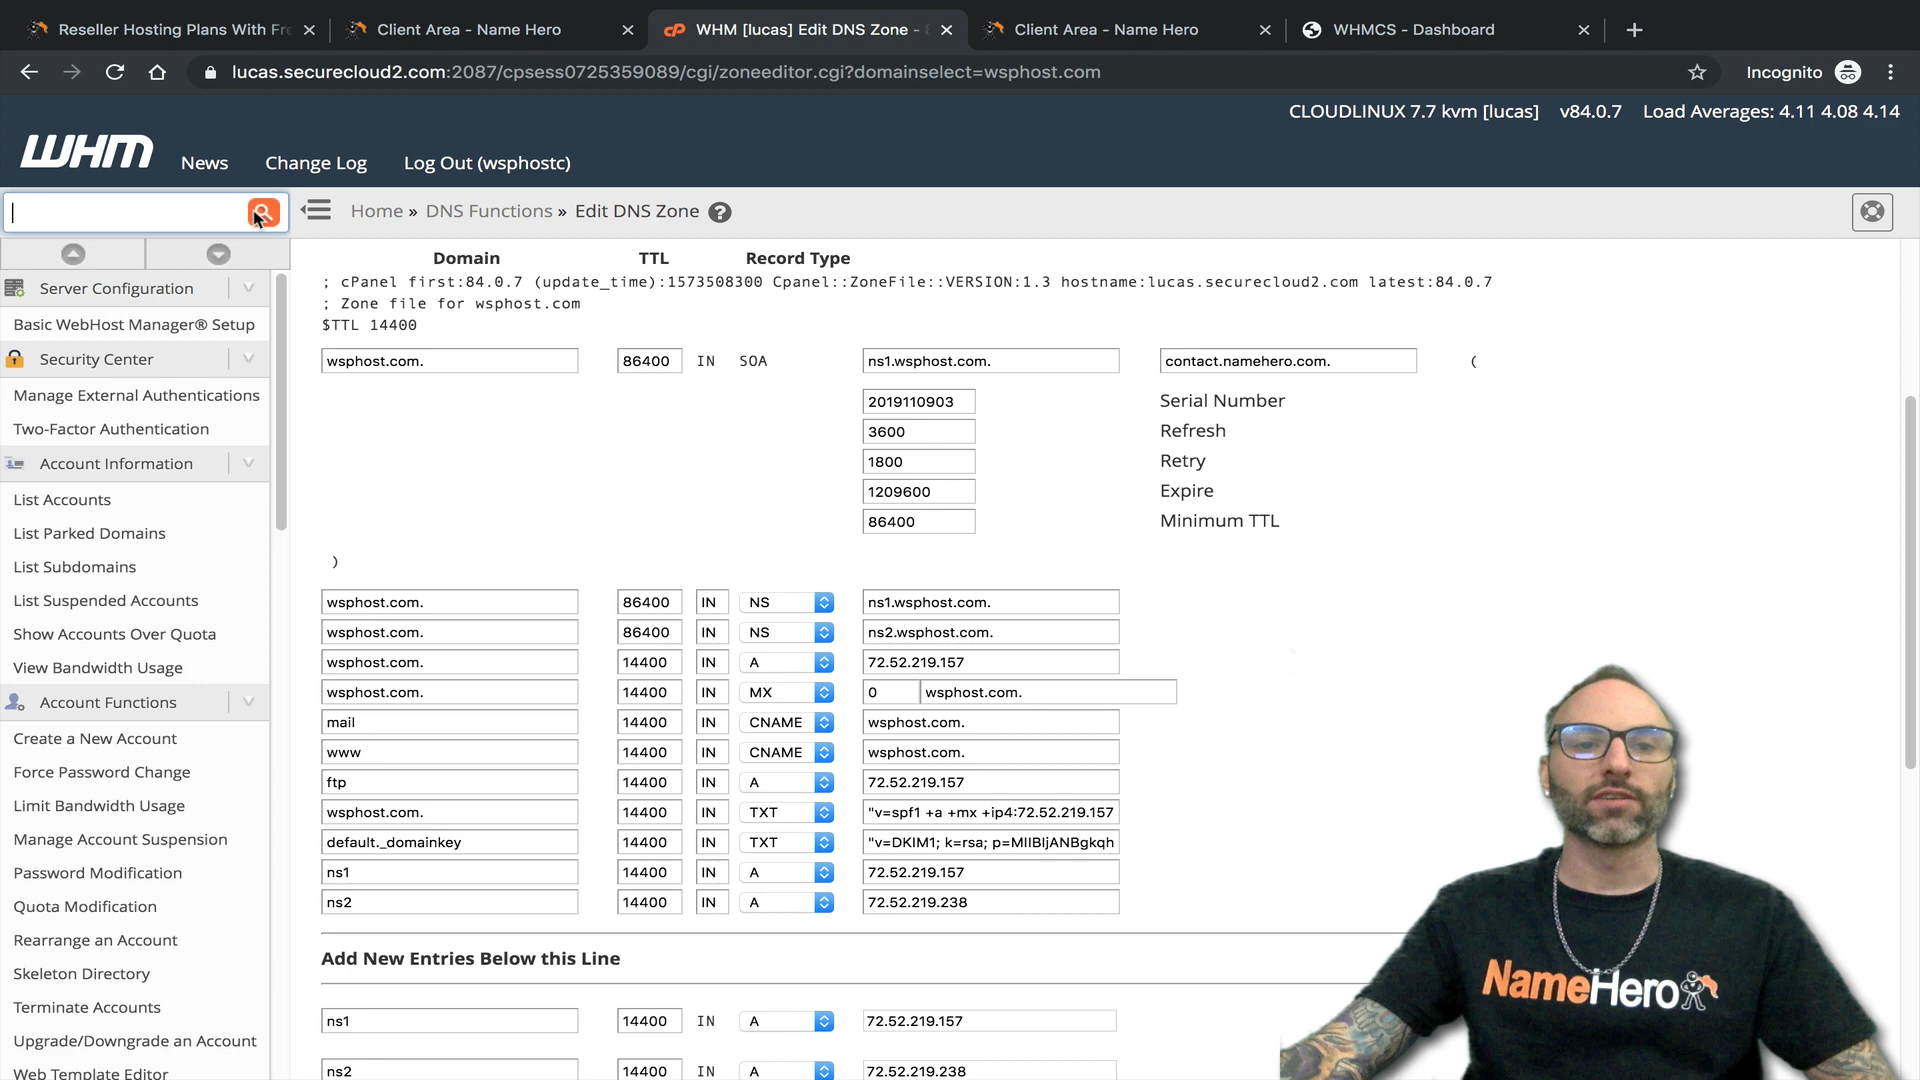 Reseller Hosting Plans With Fre
Client Area - Name Hero
WHM [lucas] Edit DNS Zone -
Client Area - Name Hero
WHMCS - Dashboard
lucas.securecloud2.com:2087/cpsess0725359089/cgi/zoneeditor.cgi?domainselect=wsphost.com
Incognito
CLOUDLINUX 7.7 kvm [lucas] v84.0.7 Load Averages: 4.11 4.08 4.14
WHM News Change Log Log Out (wsphostc)
Home » DNS Functions » Edit DNS Zone
Server Configuration
Basic WebHost Manager® Setup
Security Center
Manage External Authentications
Two-Factor Authentication
Account Information
List Accounts
List Parked Domains
List Subdomains
List Suspended Accounts
Show Accounts Over Quota
View Bandwidth Usage
Account Functions
Create a New Account
Force Password Change
Limit Bandwidth Usage
Manage Account Suspension
Password Modification
Quota Modification
Rearrange an Account
Skeleton Directory
Terminate Accounts
Upgrade/Downgrade an Account
Web Template Editor
Domain TTL Record Type
; cPanel first:84.0.7 (update_time):1573508300 Cpanel::ZoneFile::VERSION:1.3 hostname:lucas.securecloud2.com latest:84.0.7
; Zone file for wsphost.com
$TTL 14400
wsphost.com. 86400 IN SOA ns1.wsphost.com. contact.namehero.com. (
2019110903 Serial Number
3600 Refresh
1800 Retry
1209600 Expire
86400 Minimum TTL
)
wsphost.com. 86400 IN NS ns1.wsphost.com.
wsphost.com. 86400 IN NS ns2.wsphost.com.
wsphost.com. 14400 IN A 72.52.219.157
wsphost.com. 14400 IN MX 0 wsphost.com.
mail 14400 IN CNAME wsphost.com.
www 14400 IN CNAME wsphost.com.
ftp 14400 IN A 72.52.219.157
wsphost.com. 14400 IN TXT "v=spf1 +a +mx +ip4:72.52.219.157
default._domainkey 14400 IN TXT "v=DKIM1; k=rsa; p=MIIBIjANBgkqh
ns1 14400 IN A 72.52.219.157
ns2 14400 IN A 72.52.219.238
Add New Entries Below this Line
ns1 14400 IN A 72.52.219.157
ns2 14400 IN A 72.52.219.238
NameHero